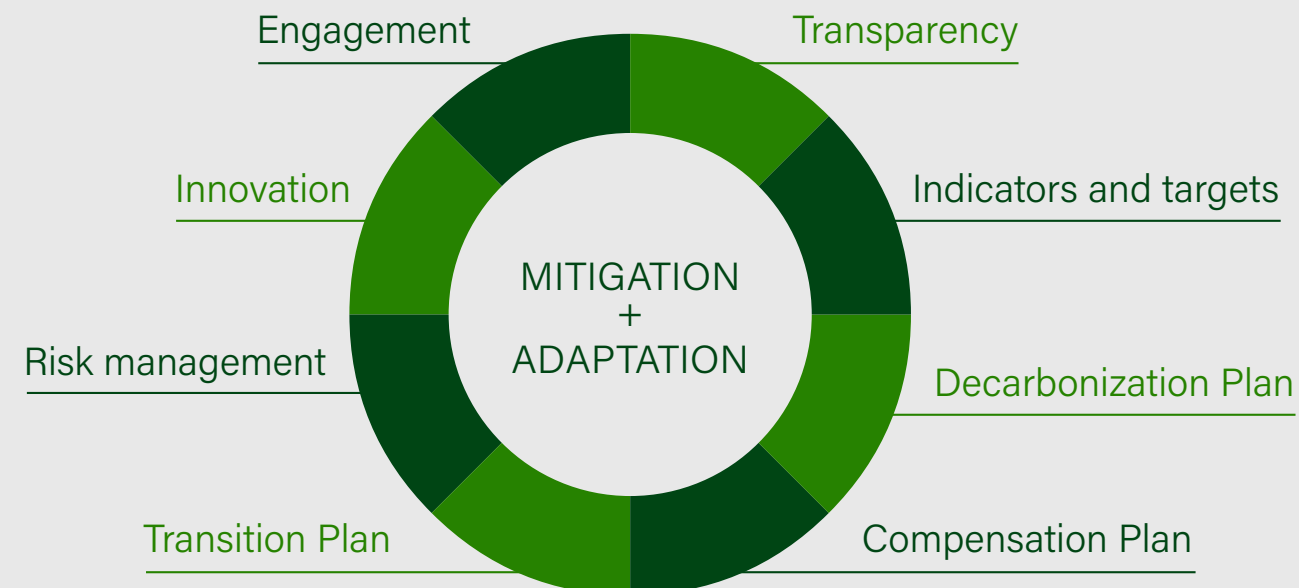 Engagement
Transparency
Innovation
Indicators and targets
MITIGATION
+
ADAPTATION
Risk management
Decarbonization Plan
Transition Plan
Compensation Plan